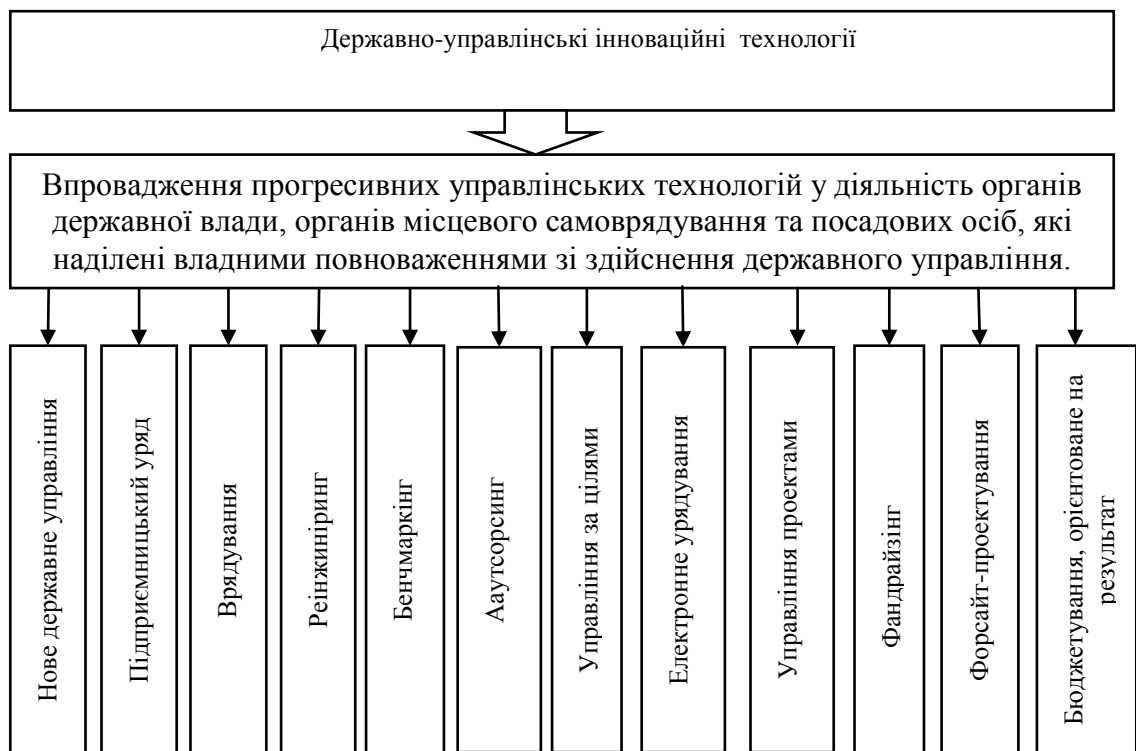 Державно-управлінські інноваційні технології
Впровадження прогресивних управлінських технологій у діяльність органів
державної влади, органів місцевого самоврядування та посадових осіб, які
наділені владними повноваженнями зі здійснення державного управління.
Нове державне управління
Підприємницький уряд
Врядування
Реінжиніринг
Бенчмаркінг
Ааутсорсинг
Управління за цілями
Електронне урядування
Управління проектами
Фандрайзінг
Форсайт-проектування
Бюджетування, орієнтоване на
результат